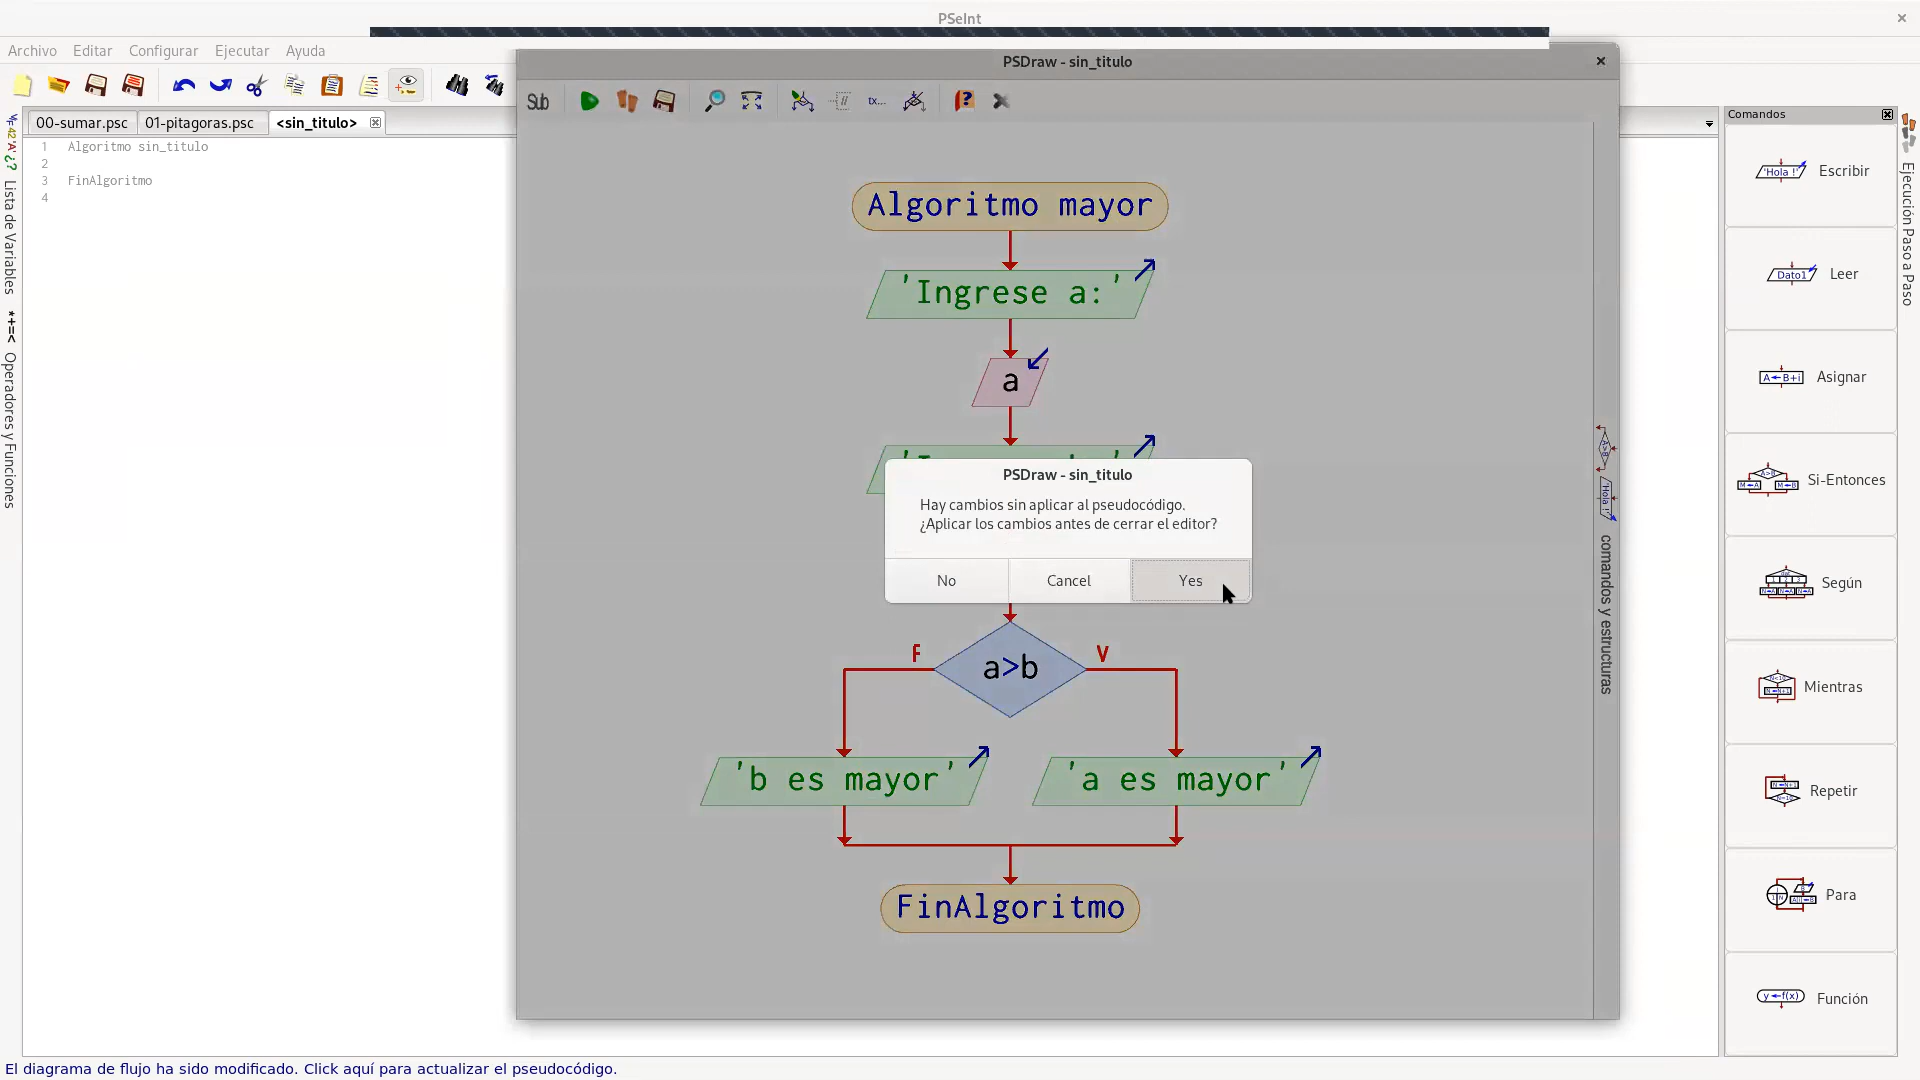 PSeInt
Archivo Editar Configurar Ejecutar Ayuda
PSDraw - sin_titulo
Sub
tx...
00-sumar.psc 01-pitagoras.psc <sin_titulo>
1 Algoritmo sin_titulo
2
3 FinAlgoritmo
4
Lista de Variables
*+=<
Operadores y Funciones
Algoritmo mayor
'Ingrese a:'
a
PSDraw - sin_titulo
Hay cambios sin aplicar al pseudocódigo.
¿Aplicar los cambios antes de cerrar el editor?
No Cancel Yes
F
V
a>b
'b es mayor' 'a es mayor'
FinAlgoritmo
comandos y estructuras
Comandos
'Hola !' Escribir
Dato1 Leer
A←B+i Asignar
Si-Entonces
Según
Mientras
Repetir
Para
y←f(x) Función
Ejecución Paso a Paso
El diagrama de flujo ha sido modificado. Click aquí para actualizar el pseudocódigo.